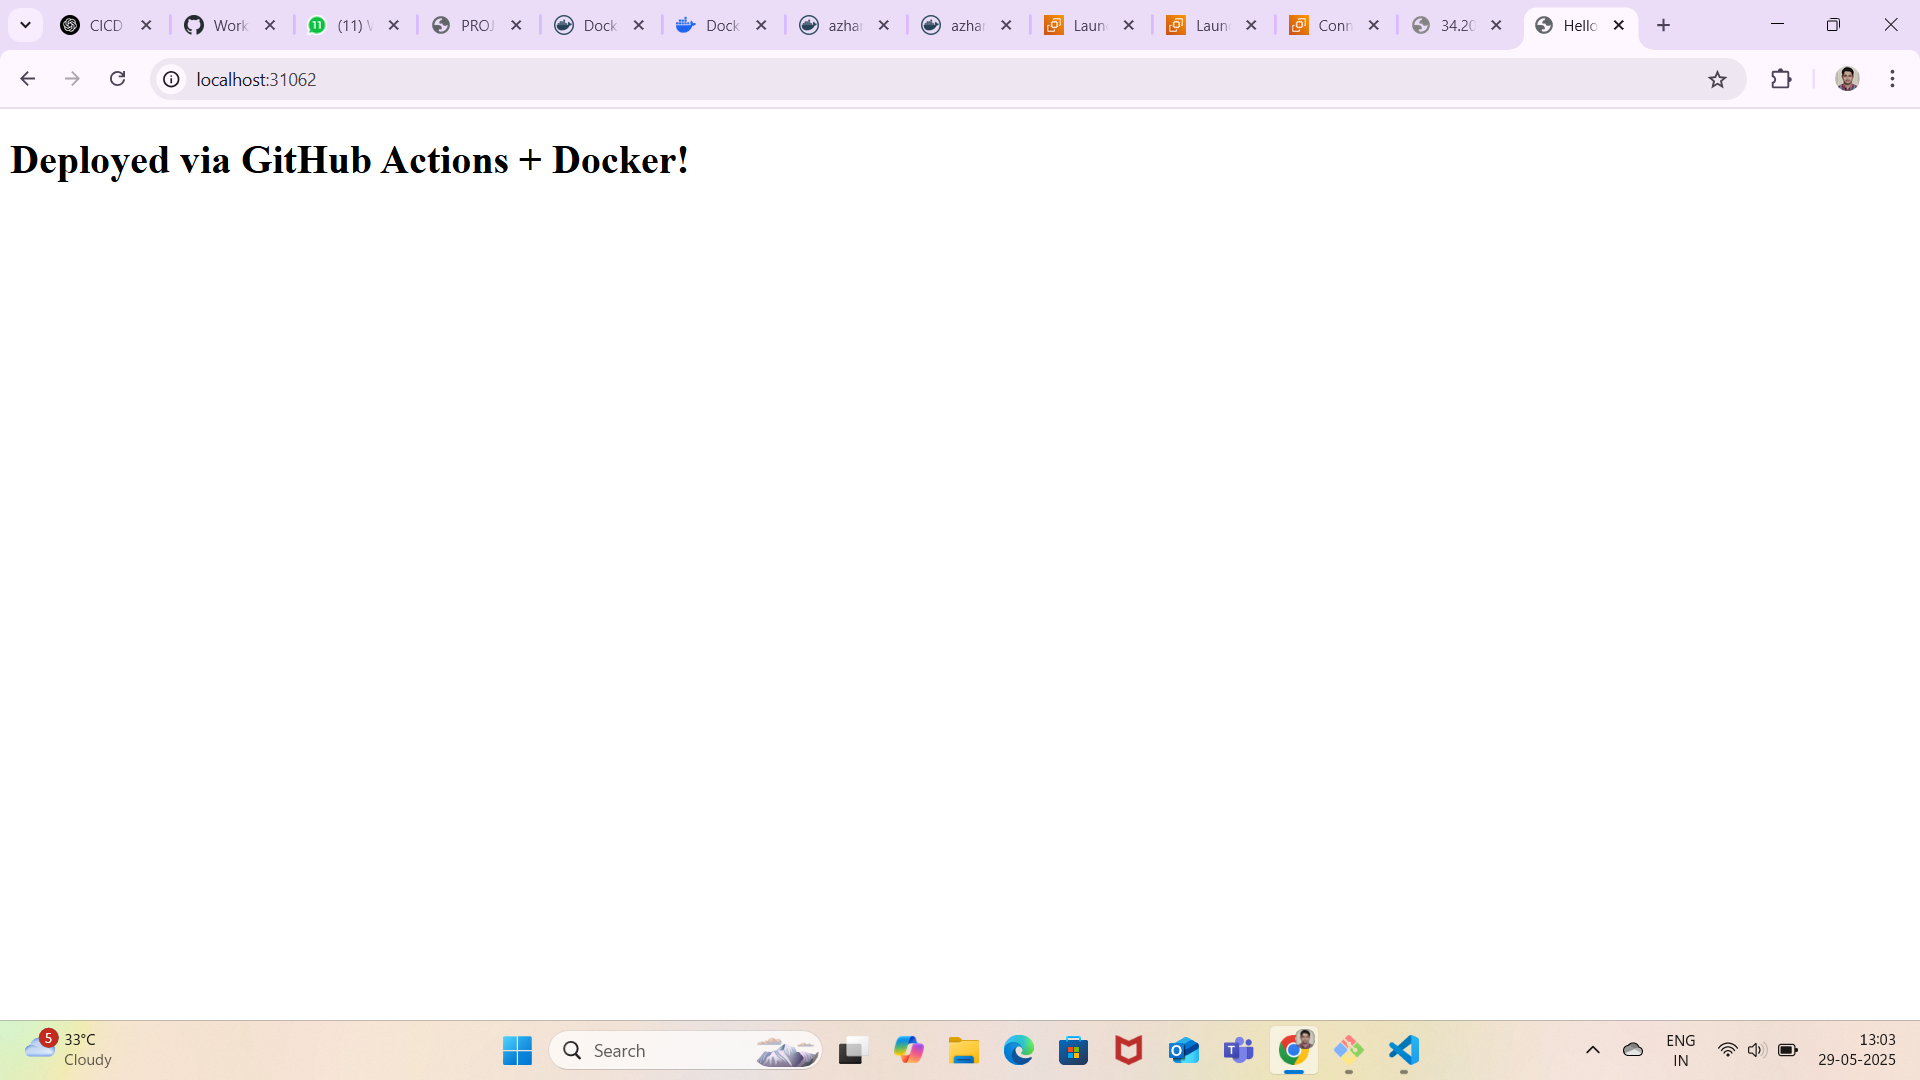 CICD
Work
11
(11)
PROJ
Dock
Dock
azhar
azhar
Laun
Laun
Conn
34.20
Hello
localhost:31062
Deployed via GitHub Actions + Docker!
5
33°C
Cloudy
Search
ENG
IN
13:03
29-05-2025